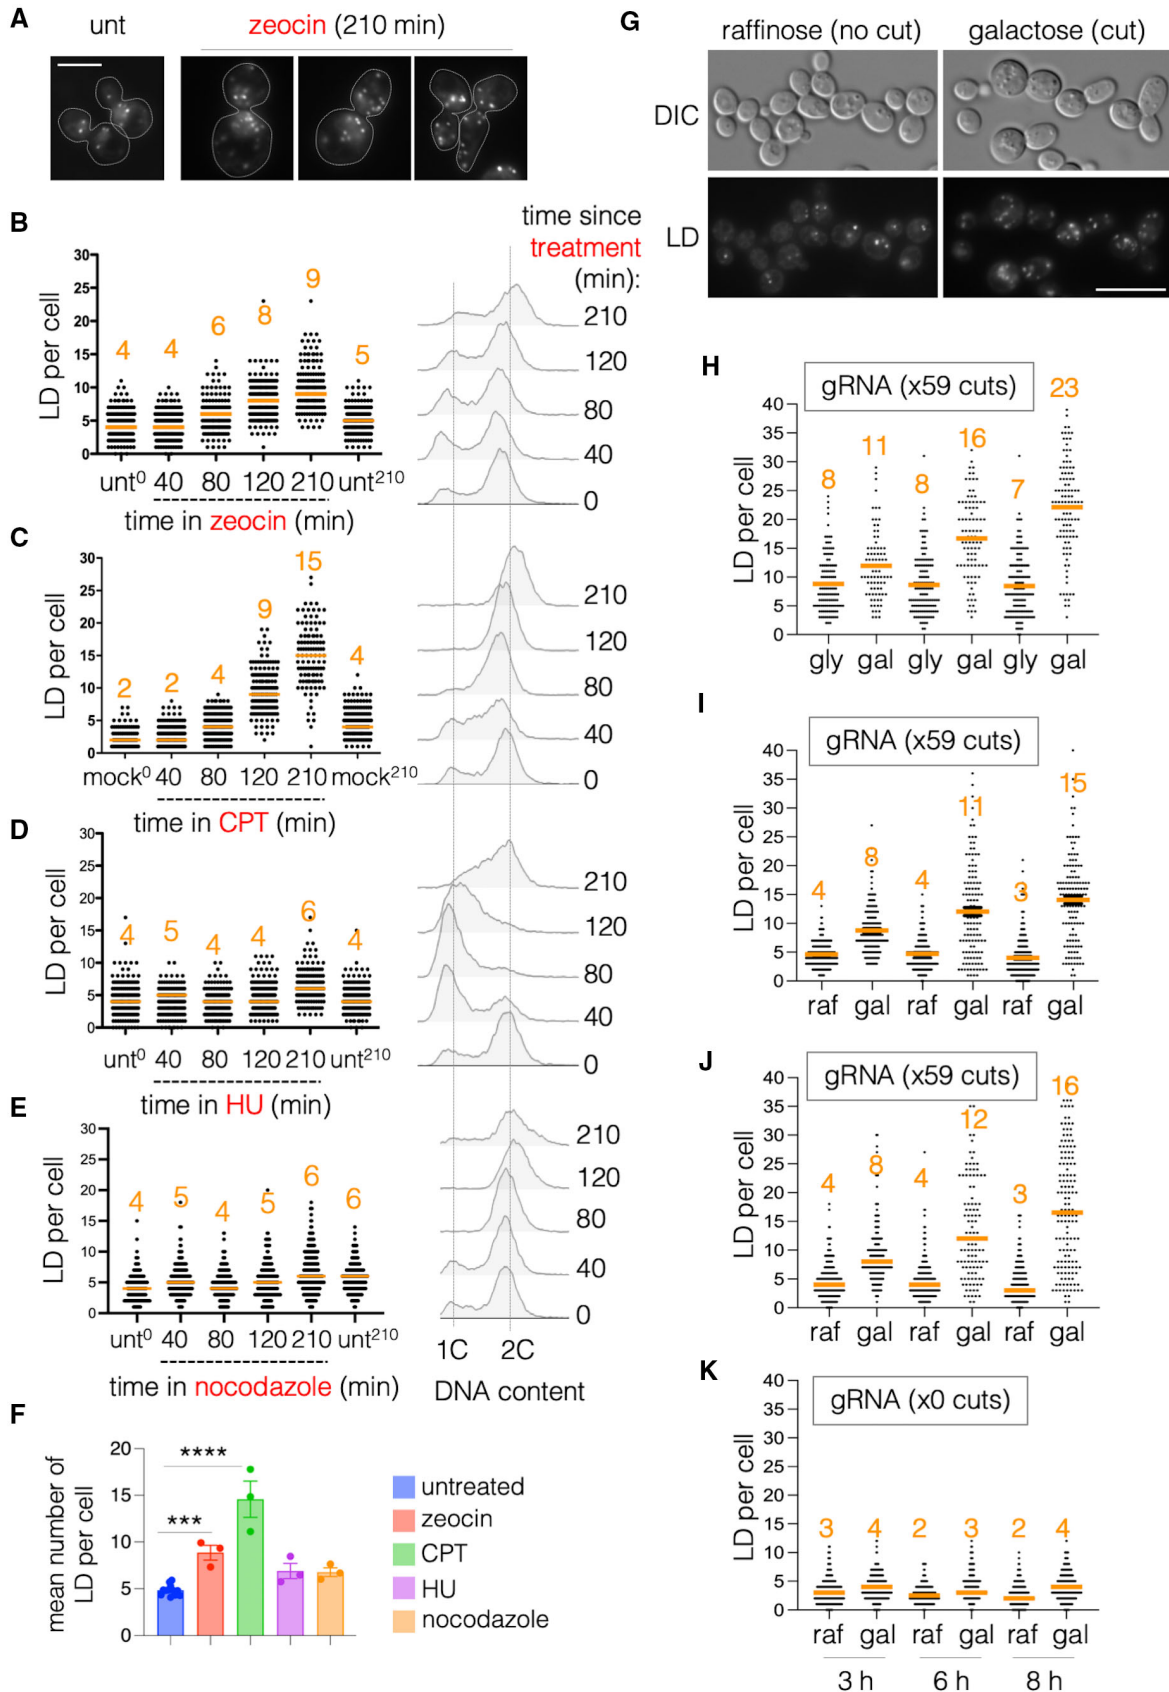 A
unt
zeocin (210 min)
B
LD per cell
30
25
20
15
10
5
0
4
4
6
8
9
5
unt⁰ 40 80 120 210 unt²¹⁰
time in zeocin (min)
time since
treatment
(min):
210
120
80
40
0
C
LD per cell
30
25
20
15
10
5
0
2
2
4
9
15
4
mock⁰ 40 80 120 210 mock²¹⁰
time in CPT (min)
210
120
80
40
0
D
LD per cell
30
25
20
15
10
5
0
4
5
4
4
6
4
unt⁰ 40 80 120 210 unt²¹⁰
time in HU (min)
210
120
80
40
0
E
LD per cell
30
25
20
15
10
5
0
4
5
4
5
6
6
unt⁰ 40 80 120 210 unt²¹⁰
time in nocodazole (min)
210
120
80
40
0
1C 2C
DNA content
F
mean number of
LD per cell
20
15
10
5
0
***
****
untreated
zeocin
CPT
HU
nocodazole
G
raffinose (no cut)
galactose (cut)
DIC
LD
H
gRNA (x59 cuts)
LD per cell
40
35
30
25
20
15
10
5
0
8
11
8
16
7
23
gly gal gly gal gly gal
I
gRNA (x59 cuts)
LD per cell
40
35
30
25
20
15
10
5
0
4
8
4
11
3
15
raf gal raf gal raf gal
J
gRNA (x59 cuts)
LD per cell
40
35
30
25
20
15
10
5
0
4
8
4
12
3
16
raf gal raf gal raf gal
K
gRNA (x0 cuts)
LD per cell
40
35
30
25
20
15
10
5
0
3
4
2
3
2
4
raf gal raf gal raf gal
3 h 6 h 8 h